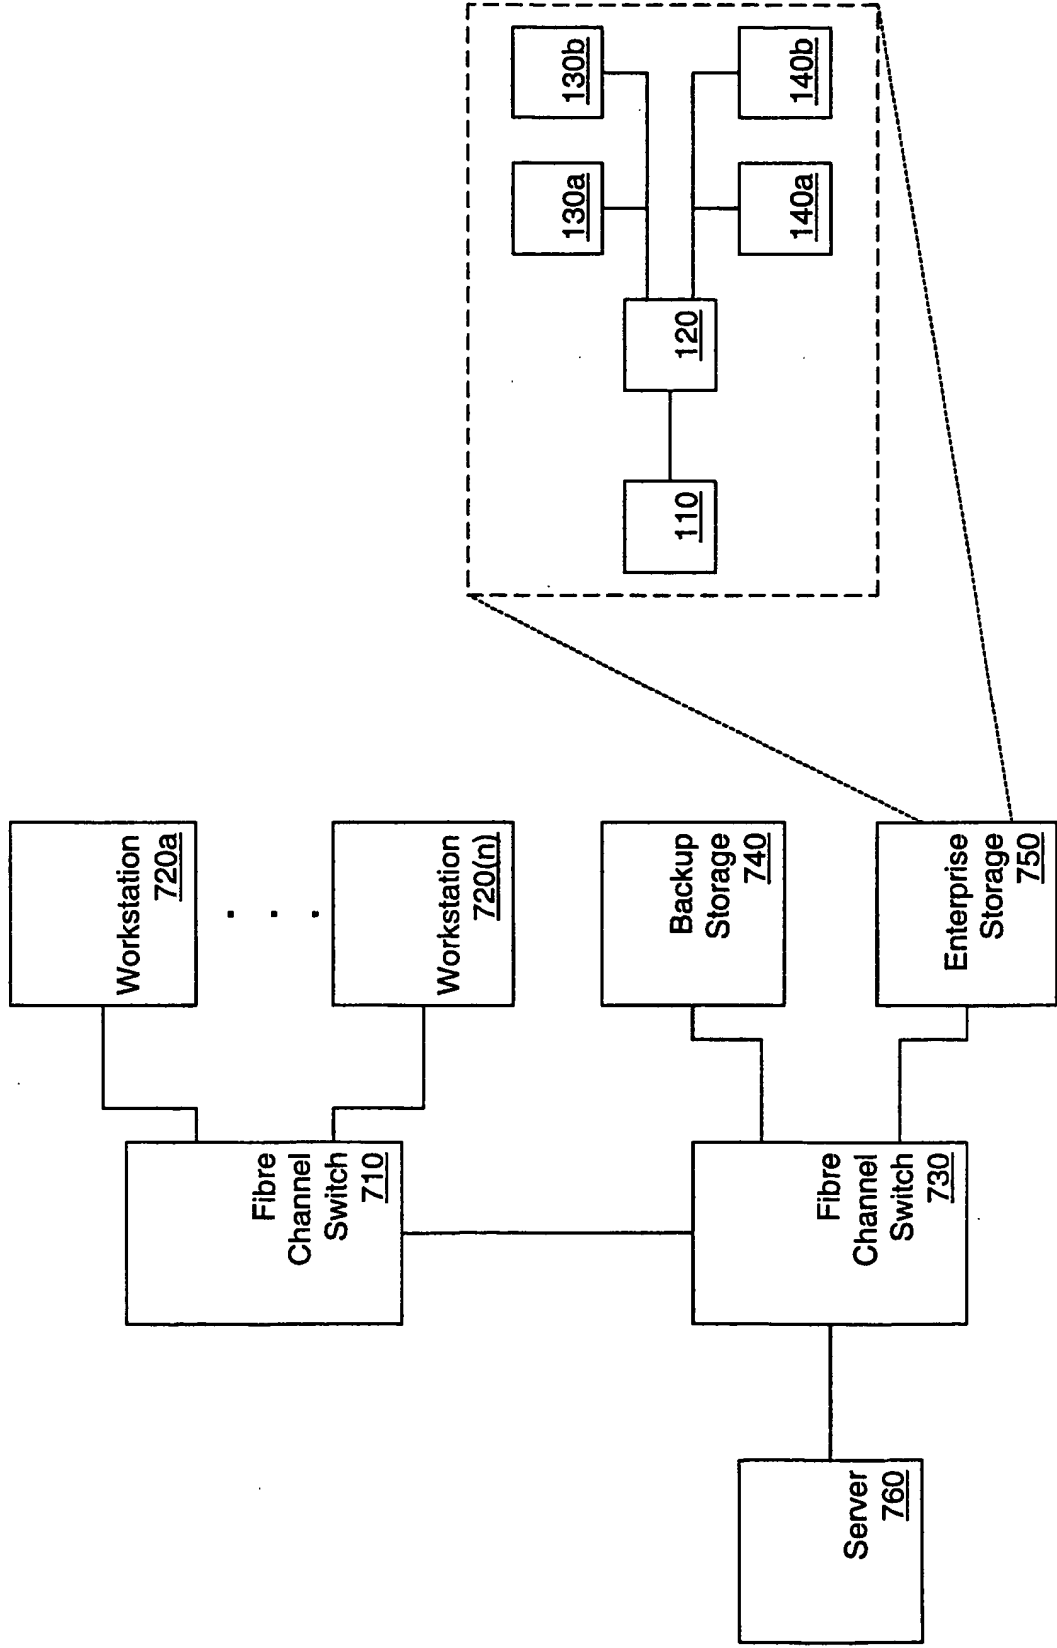 Workstation
720a
. . .
Workstation
720(n)
Fibre
Channel
Switch
710
Backup
Storage
740
Enterprise
Storage
750
Fibre
Channel
Switch
730
Server
760
130b
130a
140b
140a
120
110